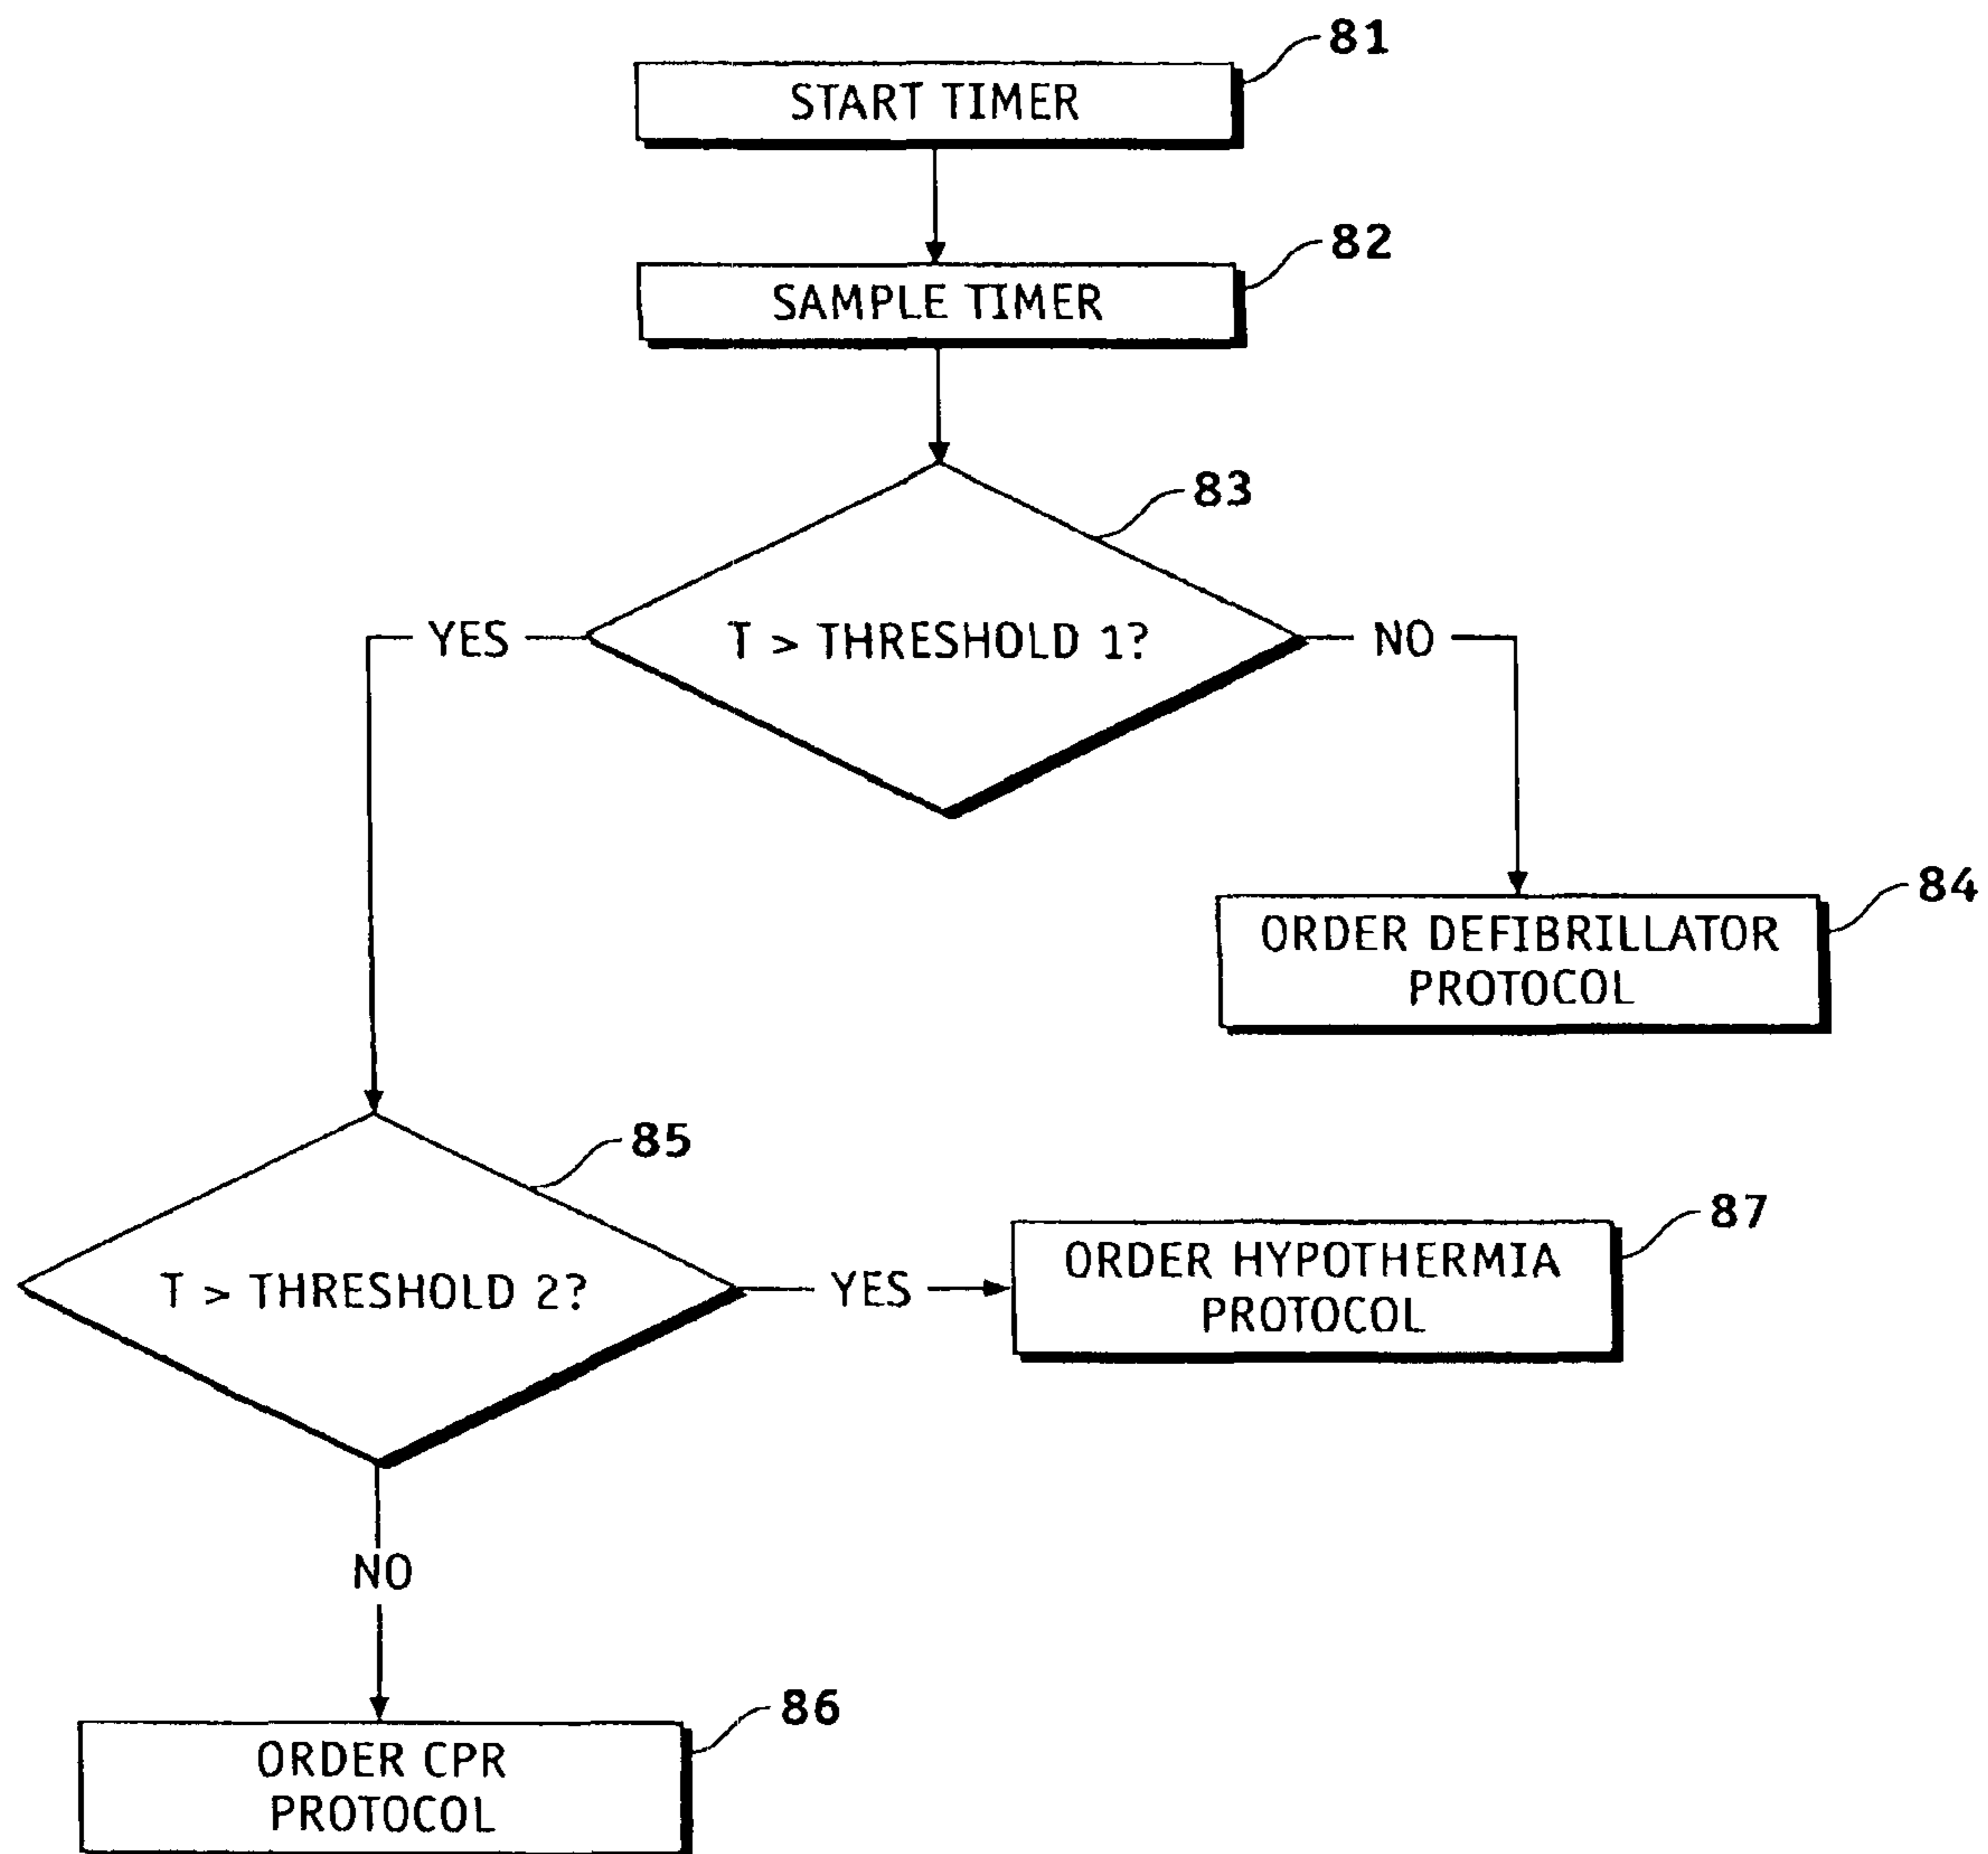 81
START TIMER
82
SAMPLE TIMER
83
T > THRESHOLD 1?
YES
NO
84
ORDER DEFIBRILLATOR
PROTOCOL
85
T > THRESHOLD 2?
YES
87
ORDER HYPOTHERMIA
PROTOCOL
NO
86
ORDER CPR
PROTOCOL